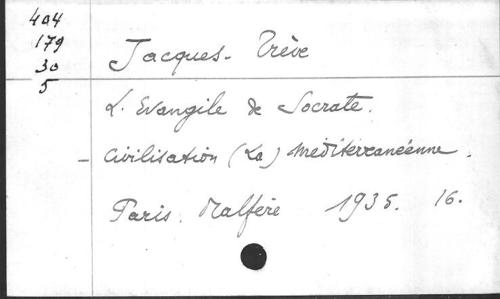 404
179
30
5
Jacques-Trève
L. Evangile de Socrate.
- Civilisation (La) Méditerranéenne.
Paris. Malfère 1935. 16.